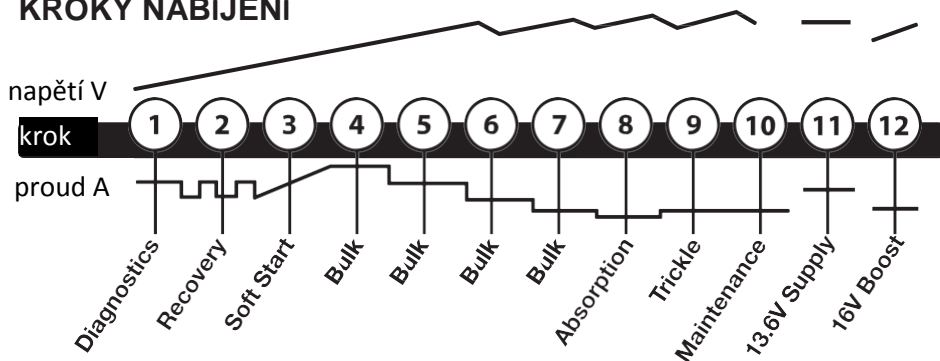 KROKY NABÍJENÍ
napětí V
krok 1 2 3 4 5 6 7 8 9 10 11 12
proud A
Diagnostics
Recovery
Soft Start
Bulk
Bulk
Bulk
Bulk
Absorption
Trickle
Maintenance
13.6V Supply
16V Boost